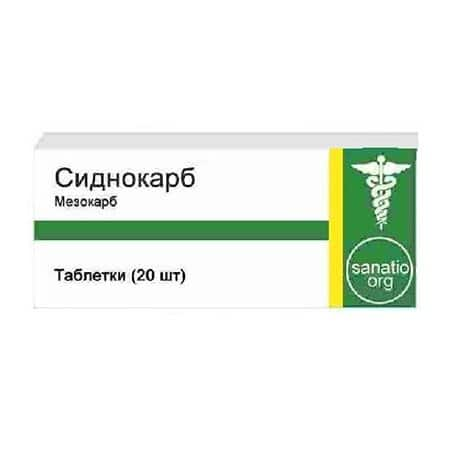 Сиднокарб
Мезокарб
Таблетки (20 шт)
sanatio
org